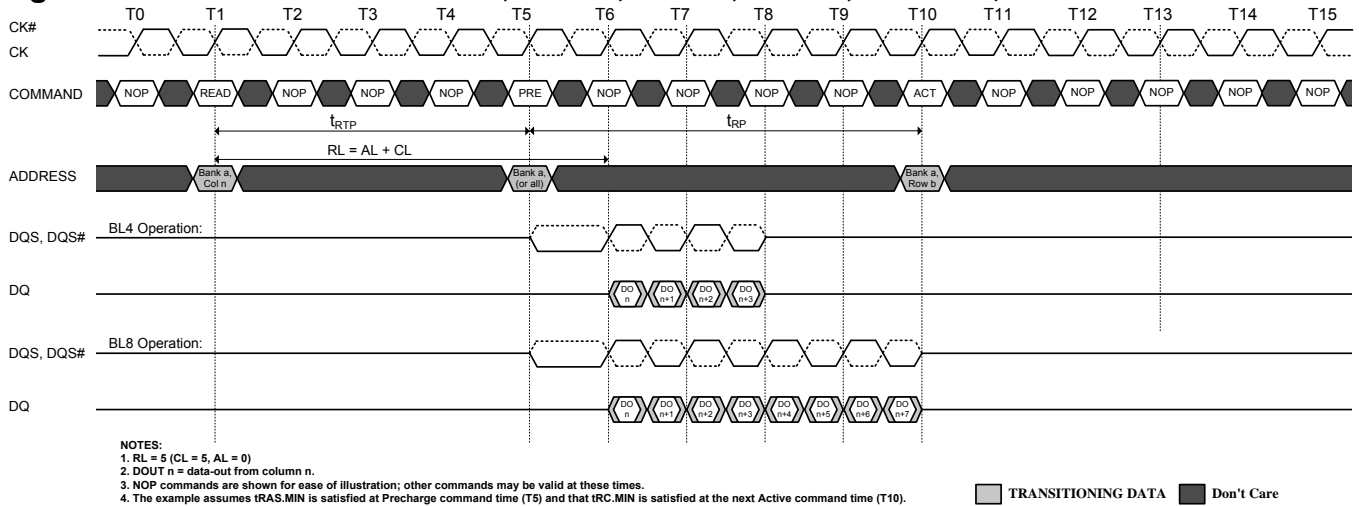 T0 T1 T2 T3 T4 T5 T6 T7 T8 T9 T10 T11 T12 T13 T14 T15
CK#
CK
COMMAND NOP READ NOP NOP NOP PRE NOP NOP NOP NOP ACT NOP NOP NOP NOP NOP
tRTP tRP
RL = AL + CL
ADDRESS Bank a, Col n Bank a, (or all) Bank a, Row b
BL4 Operation:
DQS, DQS#
DQ DO n DO n+1 DO n+2 DO n+3
BL8 Operation:
DQS, DQS#
DQ DO n DO n+1 DO n+2 DO n+3 DO n+4 DO n+5 DO n+6 DO n+7
NOTES:
1. RL = 5 (CL = 5, AL = 0)
2. DOUT n = data-out from column n.
3. NOP commands are shown for ease of illustration; other commands may be valid at these times.
4. The example assumes tRAS.MIN is satisfied at Precharge command time (T5) and that tRC.MIN is satisfied at the next Active command time (T10).
TRANSITIONING DATA Don't Care